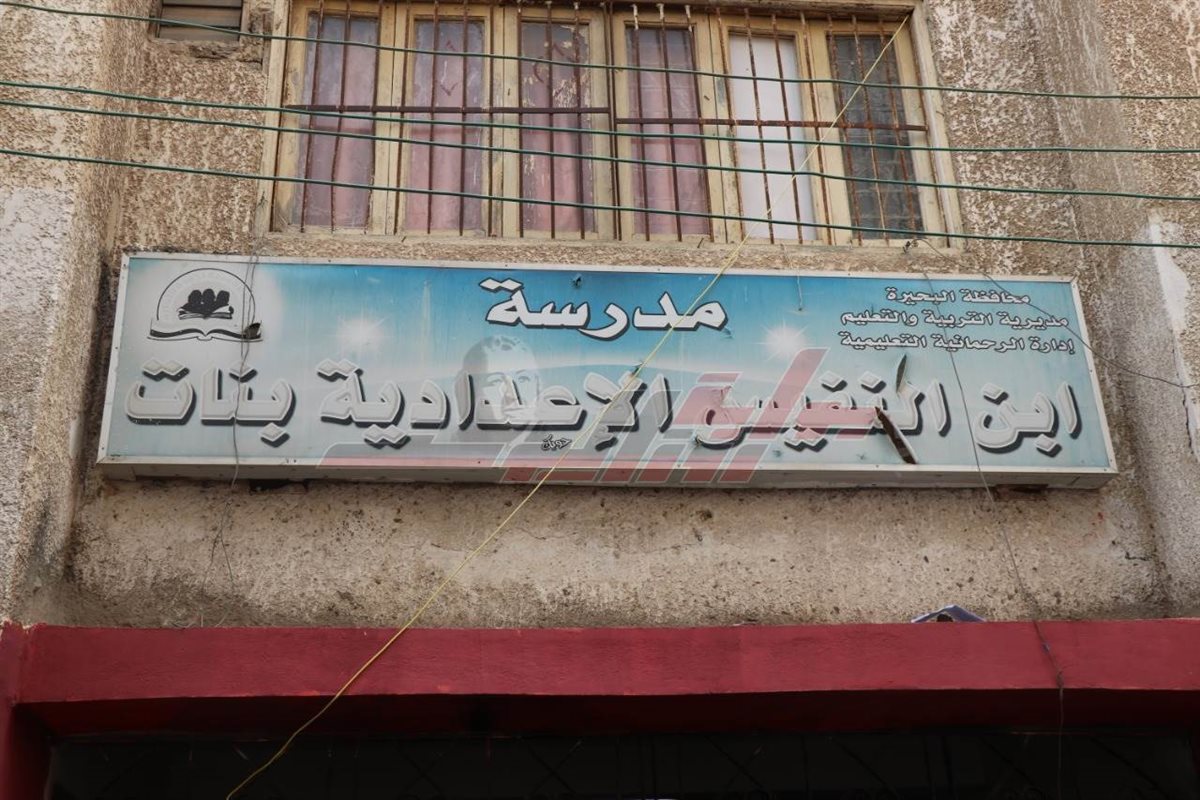 محافظة البحيرة
مديرية التربية والتعليم
إدارة الرحمانية التعليمية
مدرسة
ابن النفيس الإعدادية بنات